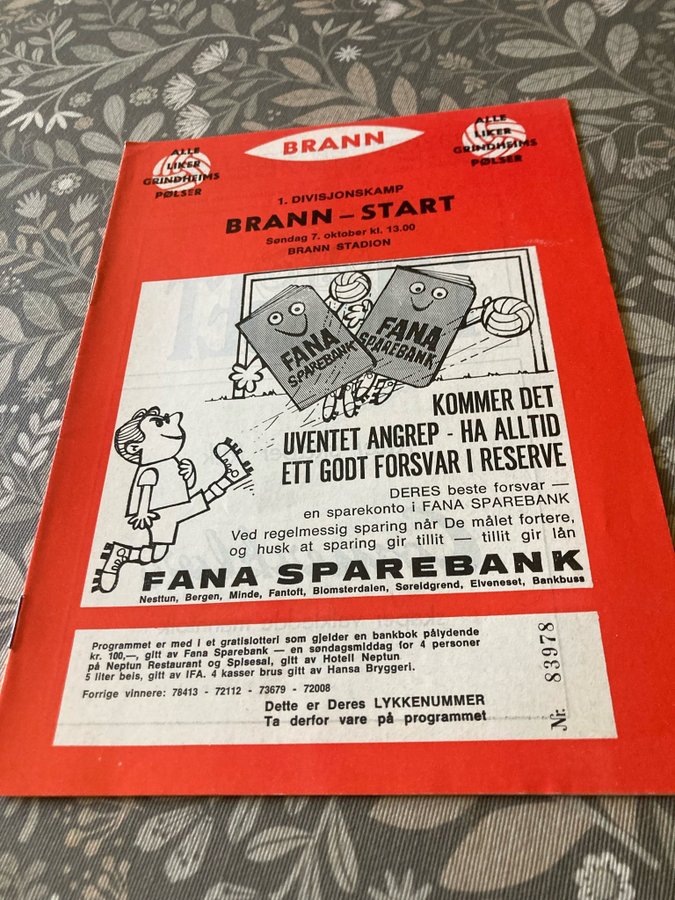 BRANN
ALLE
LIKER
GRINDHEIMS
PØLSER
ALLE
LIKER
GRINDHEIMS
PØLSER
1. DIVISJONSKAMP
BRANN – START
Søndag 7. oktober kl. 13.00
BRANN STADION
FANA
SPAREBANK
FANA
SPAREBANK
KOMMER DET
UVENTET ANGREP - HA ALLTID
ETT GODT FORSVAR I RESERVE
DERES beste forsvar —
en sparekonto i FANA SPAREBANK
Ved regelmessig sparing når De målet fortere,
og husk at sparing gir tillit — tillit gir lån
FANA SPAREBANK
Nesttun, Bergen, Minde, Fantoft, Blomsterdalen, Søreidgrend, Elveneset, Bankbuss
Programmet er med i et gratislotteri som gjelder en bankbok pålydende
kr. 100,—, gitt av Fana Sparebank — en søndagsmiddag for 4 personer
på Neptun Restaurant og Spisesal, gitt av Hotell Neptun
5 liter beis, gitt av IFA. 4 kasser brus gitt av Hansa Bryggeri.
Forrige vinnere: 78413 - 72112 - 73679 - 72008
Dette er Deres LYKKENUMMER
Ta derfor vare på programmet
Nr. 83978